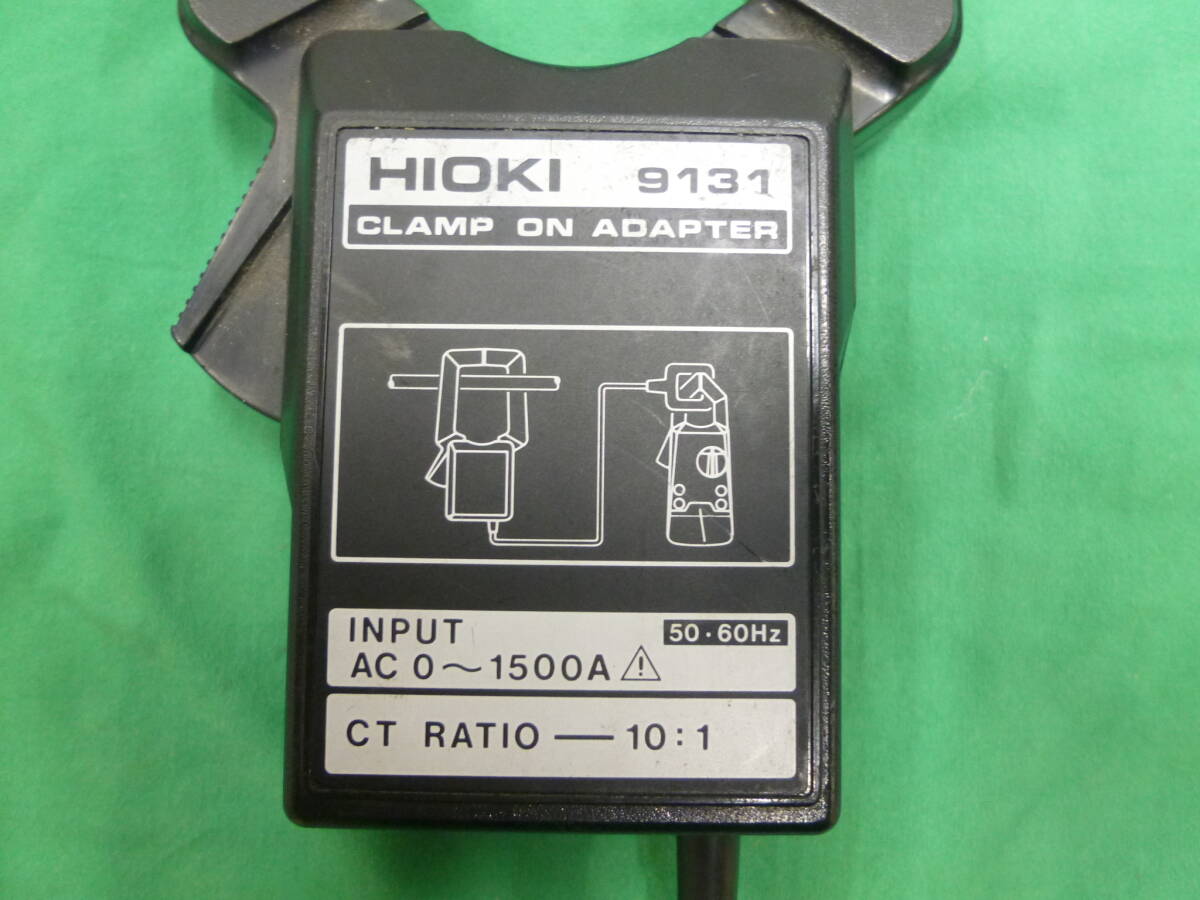 HIOKI 9131
CLAMP ON ADAPTER
INPUT 50·60Hz
AC 0～1500A
CT RATIO — 10:1